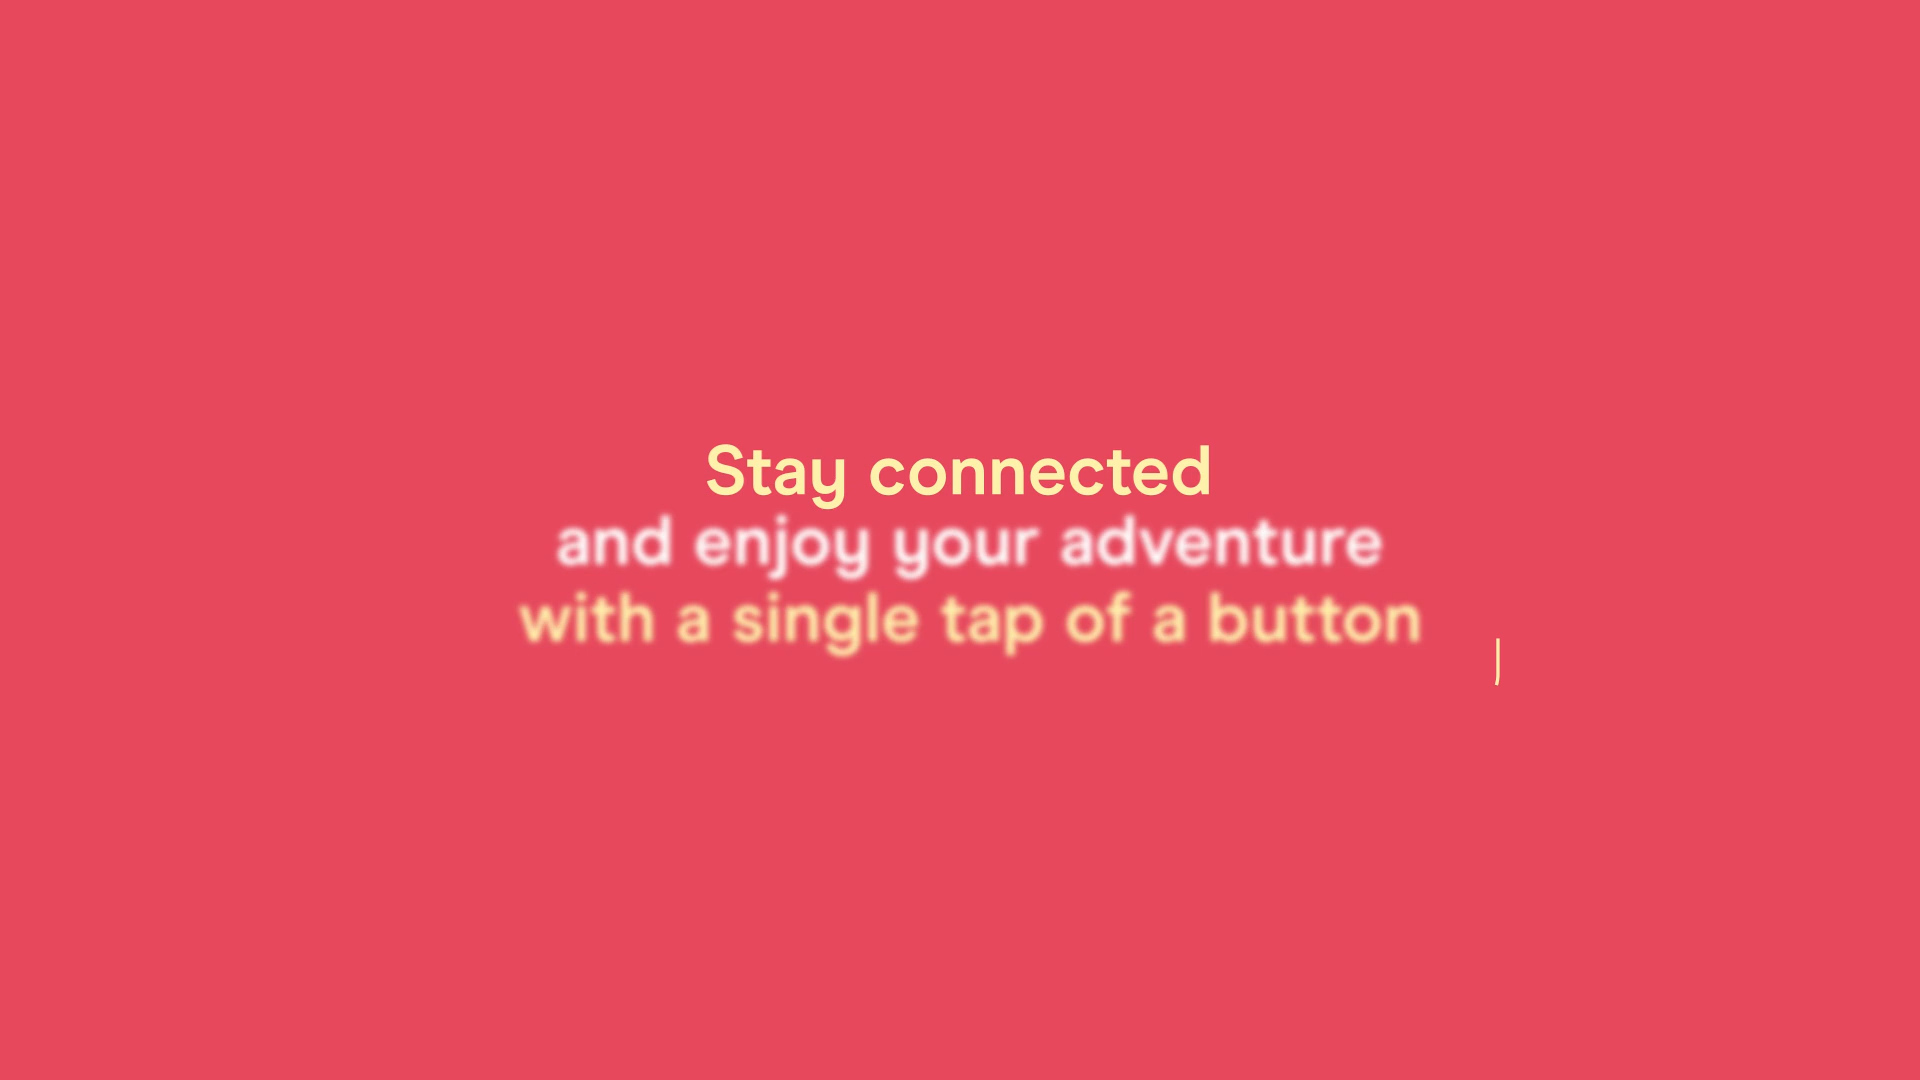 Stay connected
and enjoy your adventure
with a single tap of a button